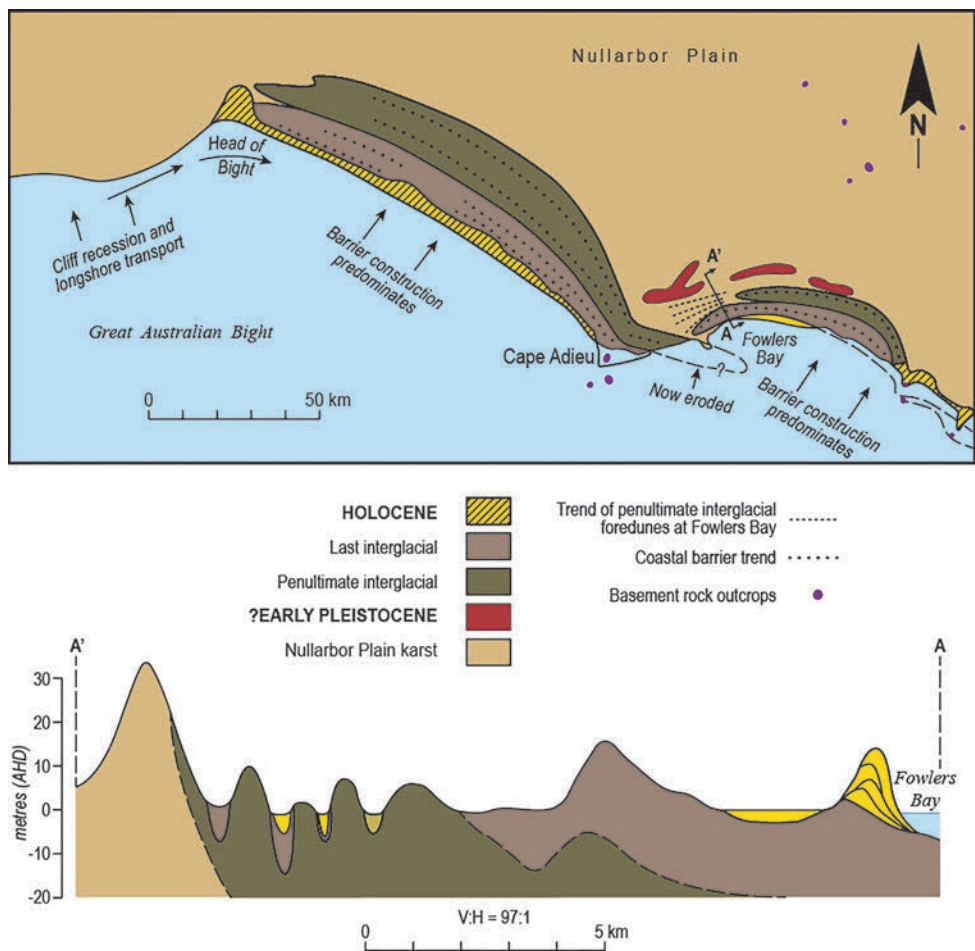 Nullarbor Plain
N
Head of
Bight
Cliff recession and
longshore transport
Barrier construction
predominates
A'
A
Fowlers
Bay
Great Australian Bight
Cape Adieu
?
Now eroded
Barrier construction
predominates
0 50 km
HOLOCENE
Last interglacial
Penultimate interglacial
?EARLY PLEISTOCENE
Nullarbor Plain karst
Trend of penultimate interglacial
foredunes at Fowlers Bay
Coastal barrier trend
Basement rock outcrops
A' A
30
20
10
0
-10
-20
metres (AHD)
Fowlers
Bay
V:H = 97:1
0 5 km